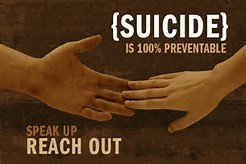 {SUICIDE}
IS 100% PREVENTABLE
SPEAK UP
REACH OUT